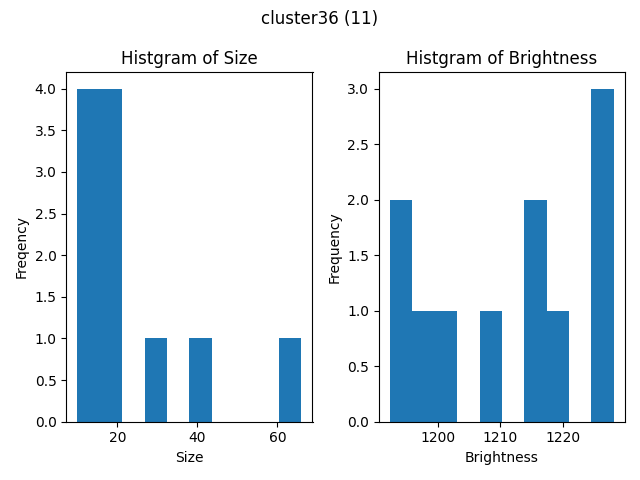 cluster36 (11)
Histgram of Size
4.0
3.5
3.0
2.5
2.0
1.5
1.0
0.5
0.0
Freqency
20 40 60
Size
Histgram of Brightness
3.0
2.5
2.0
1.5
1.0
0.5
0.0
Frequency
1200 1210 1220
Brightness